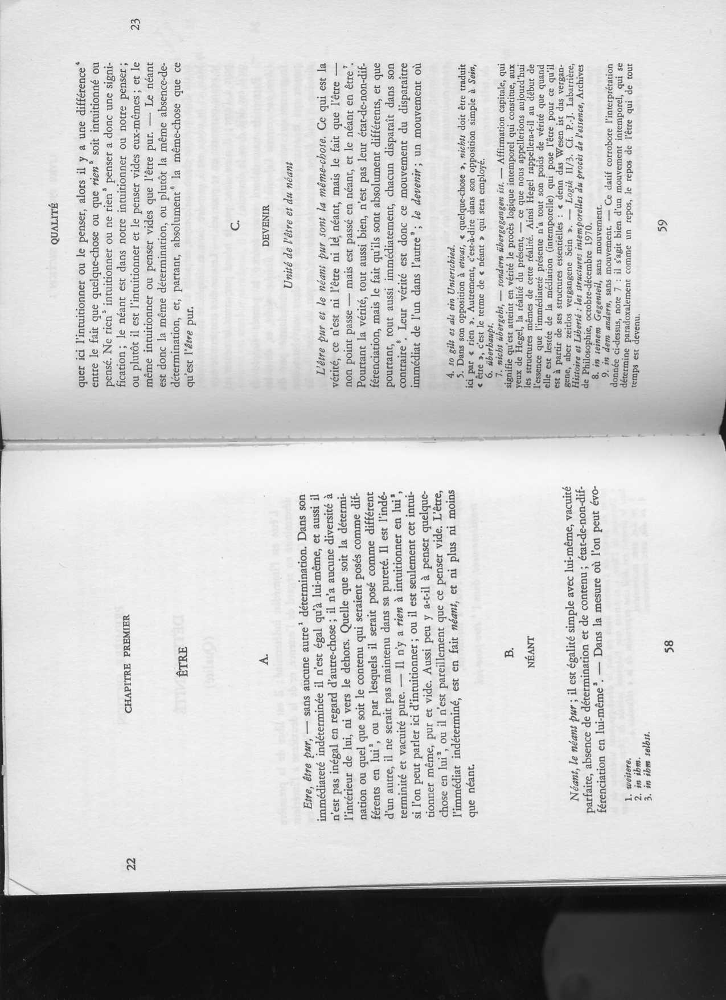 22
CHAPITRE PREMIER
ÊTRE
A.
Etre, être pur, — sans aucune autre¹ détermination. Dans son
immédiateté indéterminée il n'est égal qu'à lui-même, et aussi il
n'est pas inégal en regard d'autre-chose ; il n'a aucune diversité à
l'intérieur de lui, ni vers le dehors. Quelle que soit la détermi-
nation ou quel que soit le contenu qui seraient posés comme dif-
férents en lui², ou par lesquels il serait posé comme différent
d'un autre, il ne serait pas maintenu dans sa pureté. Il est l'indé-
terminité et vacuité pure. — Il n'y a rien à intuitionner en lui²,
si l'on peut parler ici d'intuitionner ; ou il est seulement cet intui-
tionner même, pur et vide. Aussi peu y a-t-il à penser quelque-
chose en lui², ou il n'est pareillement que ce penser vide. L'être,
l'immédiat indéterminé, est en fait néant, et ni plus ni moins
que néant.
B.
NÉANT
Néant, le néant pur ; il est égalité simple avec lui-même, vacuité
parfaite, absence de détermination et de contenu ; état-de-non-dif-
férenciation en lui-même³. — Dans la mesure où l'on peut évo-
1. weitere.
2. in ihm.
3. in ihm selbst.
58
QUALITÉ
23
quer ici l'intuitionner ou le penser, alors il y a une différence⁴
entre le fait que quelque-chose ou que rien⁵ soit intuitionné ou
pensé. Ne rien⁵ intuitionner ou ne rien⁵ penser a donc une signi-
fication ; le néant est dans notre intuitionner ou notre penser ;
ou plutôt il est l'intuitionner et le penser vides eux-mêmes ; et le
même intuitionner ou penser vides que l'être pur. — Le néant
est donc la même détermination, ou plutôt la même absence-de-
détermination, et, partant, absolument⁶ la même-chose que ce
qu'est l'être pur.
C.
DEVENIR
Unité de l'être et du néant
L'être pur et le néant pur sont la même-chose. Ce qui est la
vérité, ce n'est ni l'être ni le néant, mais le fait que l'être —
non point passe — mais est passé en néant, et le néant en être⁷.
Pourtant la vérité, tout aussi bien, n'est pas leur état-de-non-dif-
férenciation, mais le fait qu'ils sont absolument différents, et que
pourtant, tout aussi immédiatement, chacun disparaît dans son
contraire⁸. Leur vérité est donc ce mouvement du disparaître
immédiat de l'un dans l'autre⁹ ; le devenir ; un mouvement où
4. so gilt es als ein Unterschied.
5. Dans son opposition à etwas, « quelque-chose », nichts doit être traduit
ici par « rien ». Autrement, c'est-à-dire dans son opposition simple à Sein,
« être », c'est le terme de « néant » qui sera employé.
6. überhaupt.
7. nicht übergeht, — sondern übergegangen ist. — Affirmation capitale, qui
signifie qu'est atteint en vérité le procès logique intemporel qui constitue, aux
yeux de Hegel, la réalité du présent, — ce que nous appellerions aujourd'hui
les structures mêmes de cette réalité. Ainsi Hegel rappellera-t-il au début de
l'essence que l'immédiateté présente n'a tout son poids de vérité que quand
elle est lestée de la médiation (intemporelle) qui pose l'être pour ce qu'il
est à partir de ses structures essentielles : « denn das Wesen ist das vergan-
gene, aber zeitlos vergangene Sein ». — Logik II/3. Cf. P.-J. Labarrière,
Histoire et Liberté : les structures intemporelles du procès de l'essence, Archives
de Philosophie, octobre-décembre 1970.
8. in seinem Gegenteil, sans mouvement.
9. in dem andern, sans mouvement. — Ce datif corrobore l'interprétation
donnée ci-dessus, note 7 : il s'agit bien d'un mouvement intemporel, qui se
détermine paradoxalement comme un repos, le repos de l'être qui de tout
temps est devenu.
59